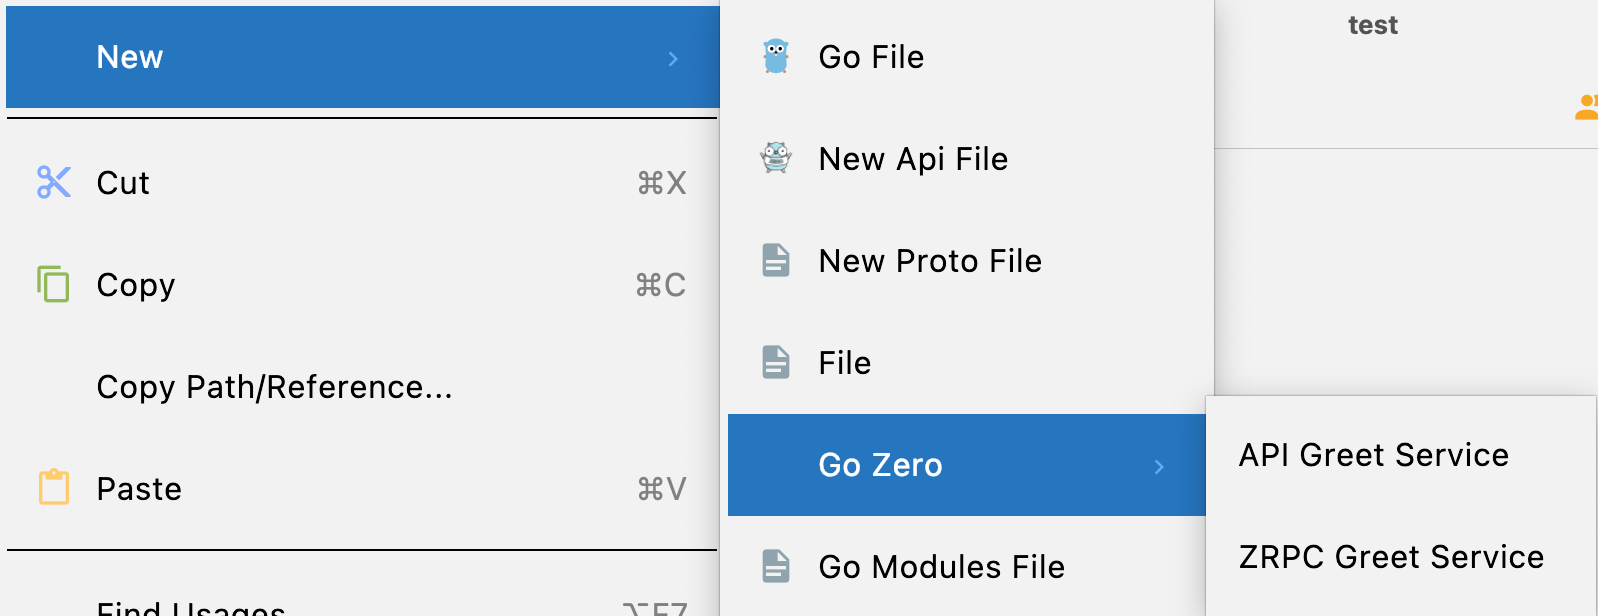 New
Cut ⌘X
Copy ⌘C
Copy Path/Reference...
Paste ⌘V
Find Usages ⌥F7
Go File
New Api File
New Proto File
File
Go Zero
Go Modules File
API Greet Service
ZRPC Greet Service
test